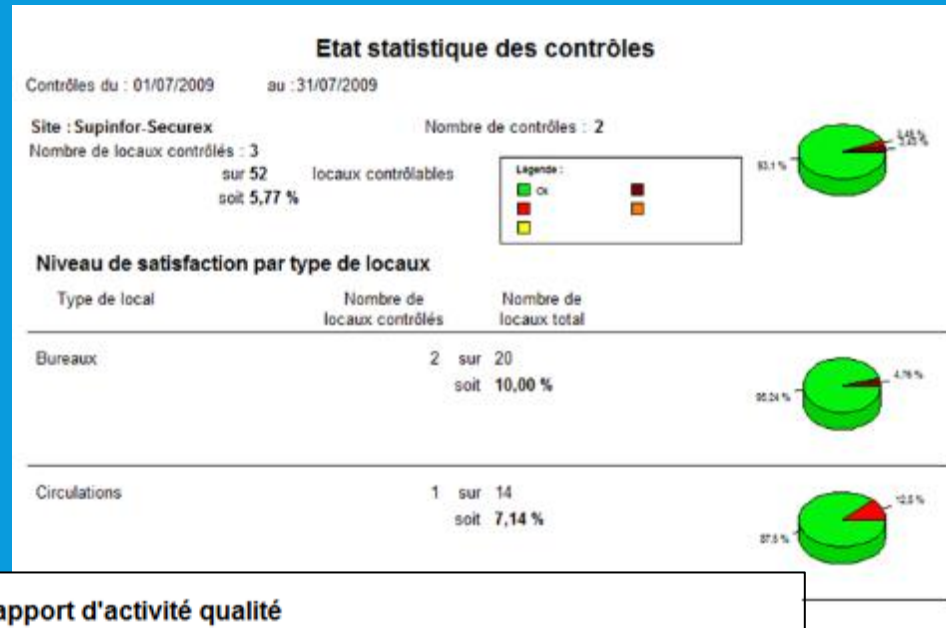 Etat statistique des contrôles
Contrôles du : 01/07/2009 au :31/07/2009
Site : Supinfor-Securex Nombre de contrôles : 2
Nombre de locaux contrôlés : 3
sur 52 locaux contrôlables
soit 5,77 %
Légende :
Ok
93,1 %
3,45 %
Niveau de satisfaction par type de locaux
Type de local Nombre de Nombre de
locaux contrôlés locaux total
Bureaux 2 sur 20
soit 10,00 %
4,76 %
95,24 %
Circulations 1 sur 14
soit 7,14 %
12,5 %
87,5 %
apport d'activité qualité